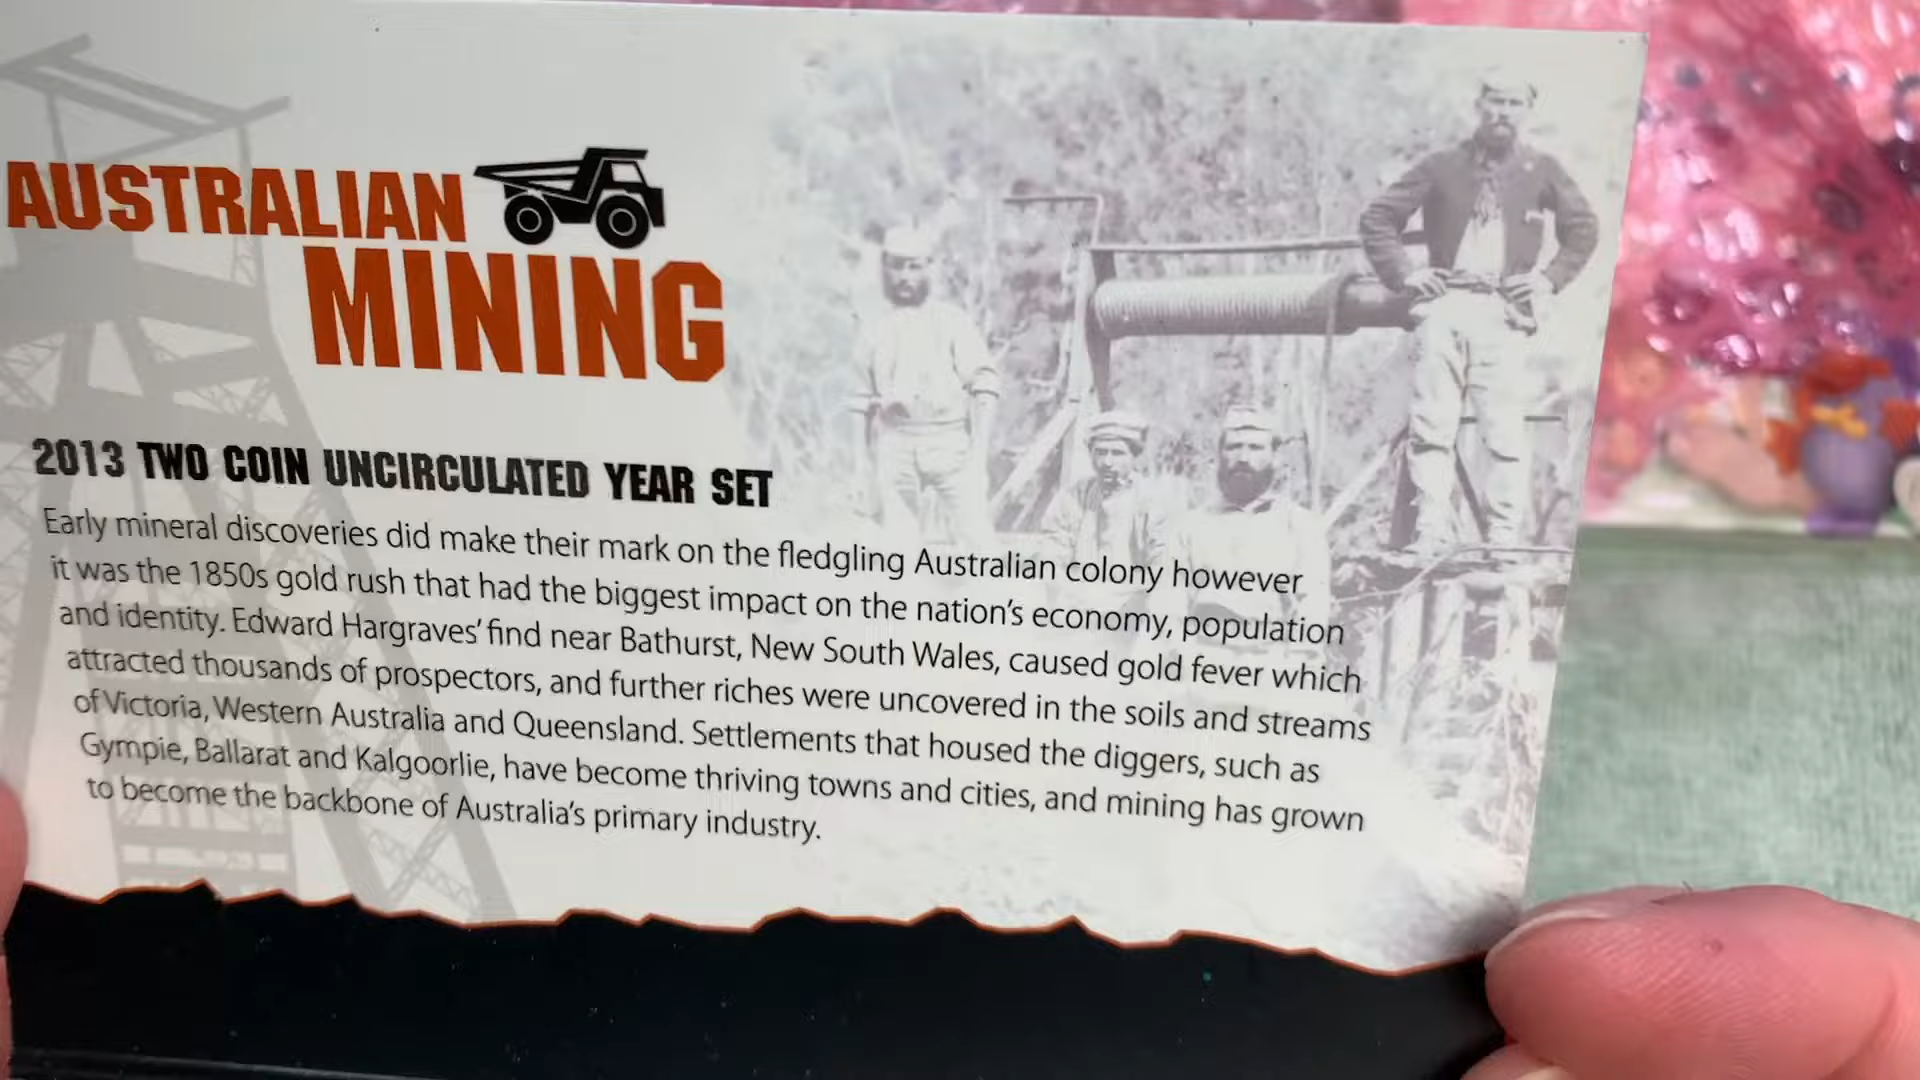 AUSTRALIAN
MINING
2013 TWO COIN UNCIRCULATED YEAR SET
Early mineral discoveries did make their mark on the fledgling Australian colony however
it was the 1850s gold rush that had the biggest impact on the nation's economy, population
and identity. Edward Hargraves' find near Bathurst, New South Wales, caused gold fever which
attracted thousands of prospectors, and further riches were uncovered in the soils and streams
of Victoria, Western Australia and Queensland. Settlements that housed the diggers, such as
Gympie, Ballarat and Kalgoorlie, have become thriving towns and cities, and mining has grown
to become the backbone of Australia's primary industry.